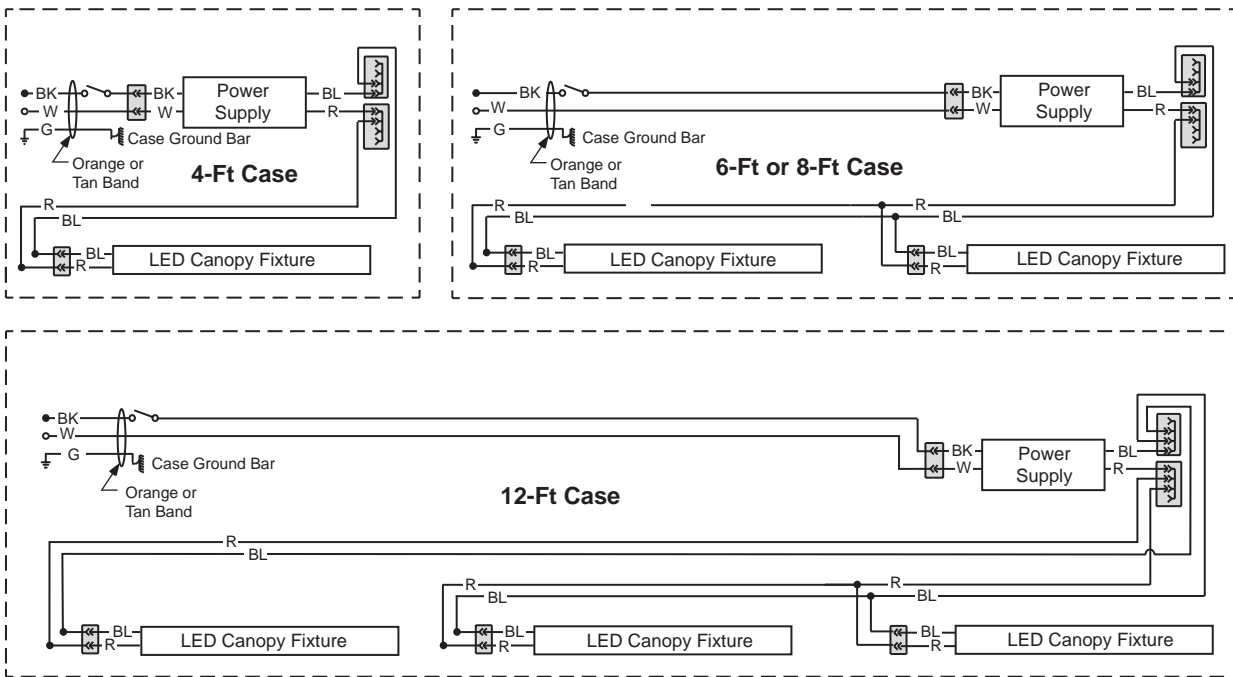 BK
W
G
Case Ground Bar
Orange or
Tan Band
BK
W
Power
Supply
BL
R
4-Ft Case
R
BL
BL
R
LED Canopy Fixture
BK
W
G
Case Ground Bar
Orange or
Tan Band
BK
W
Power
Supply
BL
R
6-Ft or 8-Ft Case
R
BL
R
BL
BL
R
LED Canopy Fixture
BL
R
LED Canopy Fixture
BK
W
G
Case Ground Bar
Orange or
Tan Band
BK
W
Power
Supply
BL
R
12-Ft Case
R
BL
R
BL
R
BL
BL
R
LED Canopy Fixture
BL
R
LED Canopy Fixture
BL
R
LED Canopy Fixture